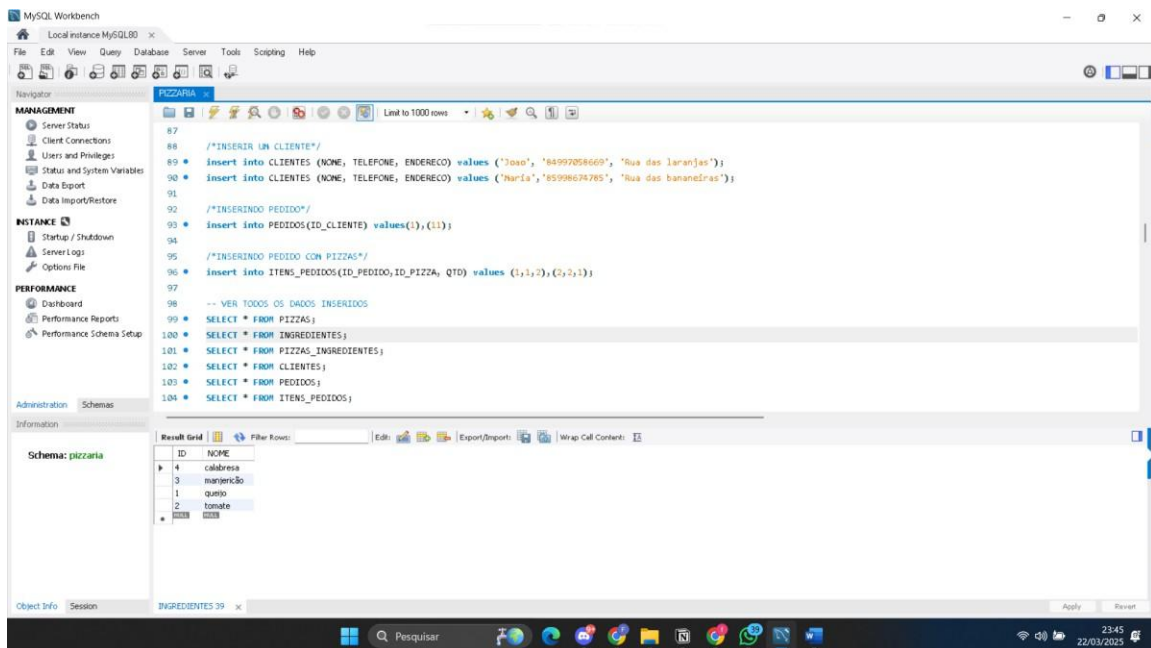 MySQL Workbench
Local instance MySQL80 ×
File Edit View Query Database Server Tools Scripting Help
Navigator
PIZZARIA ×
MANAGEMENT
Server Status
Client Connections
Users and Privileges
Status and System Variables
Data Export
Data Import/Restore
INSTANCE
Startup / Shutdown
Server Logs
Options File
PERFORMANCE
Dashboard
Performance Reports
Performance Schema Setup
Administration Schemas
Information
Schema: pizzaria
Object Info Session
Limit to 1000 rows
87
88 /*INSERIR UM CLIENTE*/
89 insert into CLIENTES (NOME, TELEFONE, ENDERECO) values ('Joao', '84997058669', 'Rua das laranjas');
90 insert into CLIENTES (NOME, TELEFONE, ENDERECO) values ('Maria','85998674785', 'Rua das bananeiras');
91
92 /*INSERINDO PEDIDO*/
93 insert into PEDIDOS(ID_CLIENTE) values(1),(11);
94
95 /*INSERINDO PEDIDO COM PIZZAS*/
96 insert into ITENS_PEDIDOS(ID_PEDIDO,ID_PIZZA, QTD) values (1,1,2),(2,2,1);
97
98 -- VER TODOS OS DADOS INSERIDOS
99 SELECT * FROM PIZZAS;
100 SELECT * FROM INGREDIENTES;
101 SELECT * FROM PIZZAS_INGREDIENTES;
102 SELECT * FROM CLIENTES;
103 SELECT * FROM PEDIDOS;
104 SELECT * FROM ITENS_PEDIDOS;
Result Grid Filter Rows: Edit: Export/Import: Wrap Cell Content:
ID NOME
4 calabresa
3 manjericão
1 queijo
2 tomate
NULL NULL
INGREDIENTES 39 ×
Apply Revert
Pesquisar
39
23:45
22/03/2025